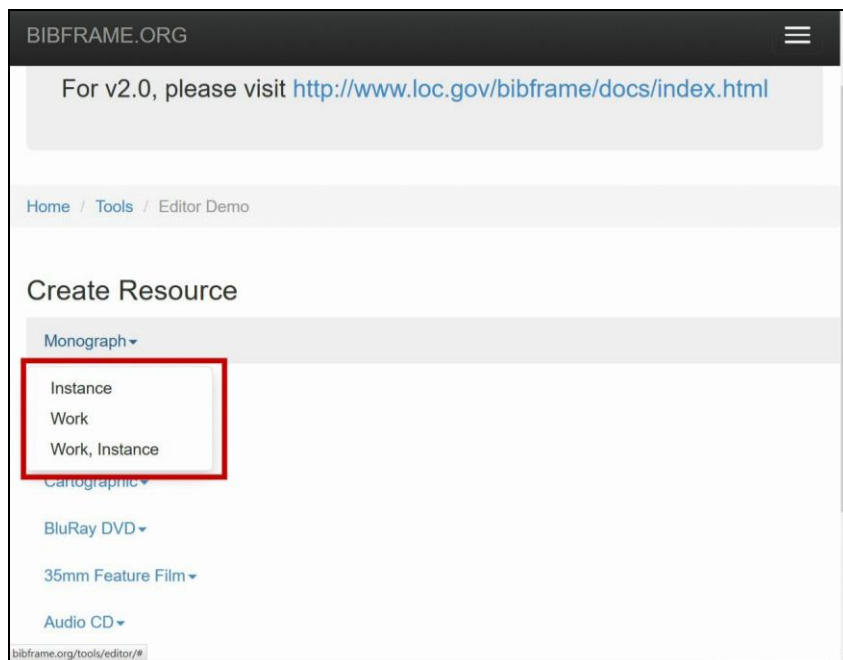 BIBFRAME.ORG
For v2.0, please visit http://www.loc.gov/bibframe/docs/index.html
Home / Tools / Editor Demo
Create Resource
Monograph
Instance
Work
Work, Instance
Cartographic
BluRay DVD
35mm Feature Film
Audio CD
bibframe.org/tools/editor/#